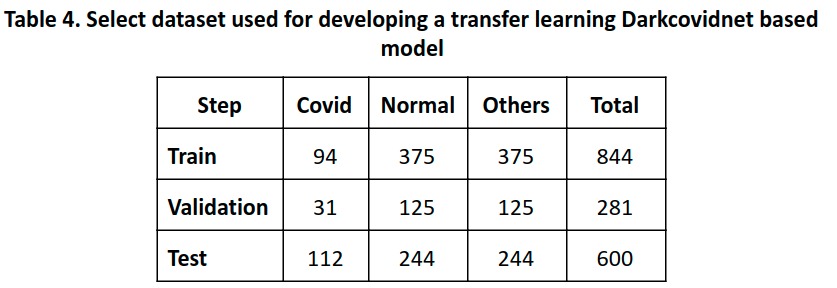 Table 4. Select dataset used for developing a transfer learning Darkcovidnet based
model
Step Covid Normal Others Total
Train 94 375 375 844
Validation 31 125 125 281
Test 112 244 244 600